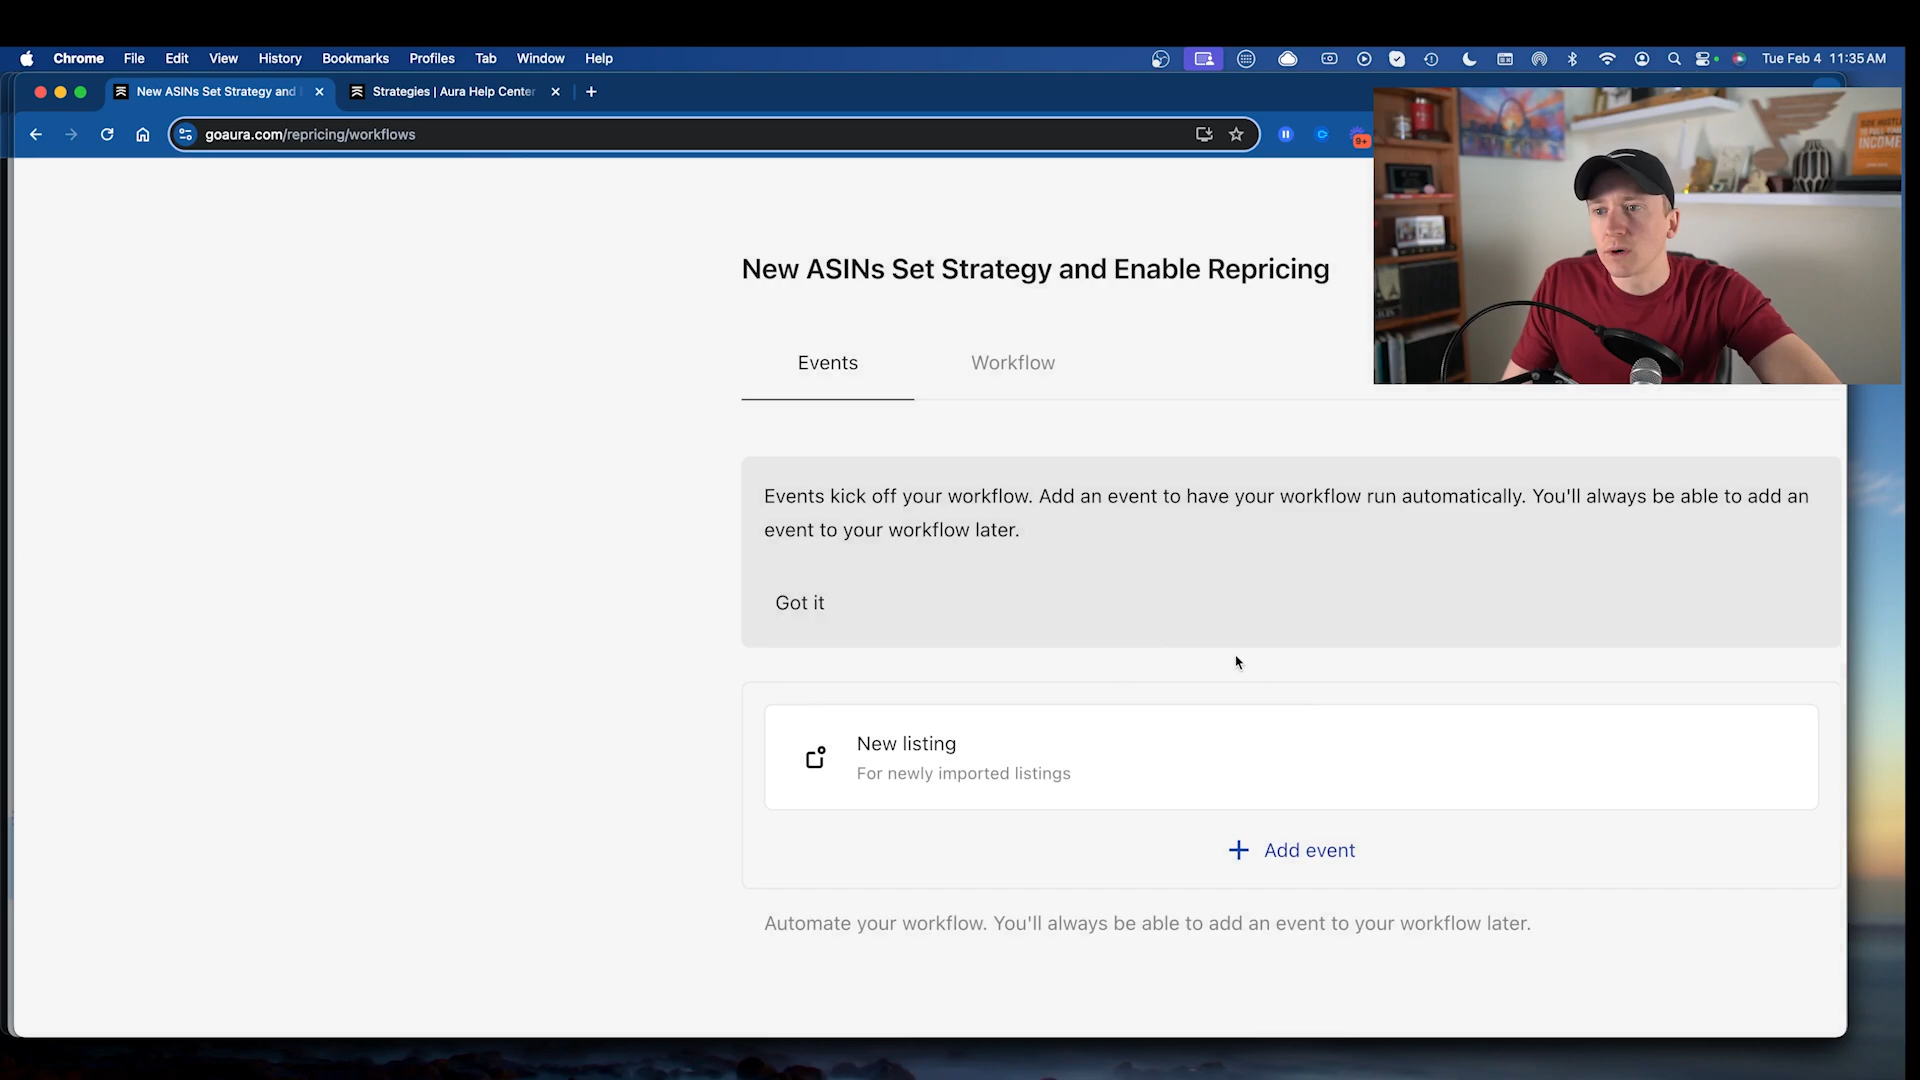 Chrome File Edit View History Bookmarks Profiles Tab Window Help Tue Feb 4 11:35 AM
New ASINs Set Strategy and Strategies | Aura Help Center
goaura.com/repricing/workflows 9+
SIDE HUSTLE
INCOME
New ASINs Set Strategy and Enable Repricing
Events Workflow
Events kick off your workflow. Add an event to have your workflow run automatically. You'll always be able to add an
event to your workflow later.
Got it
New listing
For newly imported listings
Add event
Automate your workflow. You'll always be able to add an event to your workflow later.